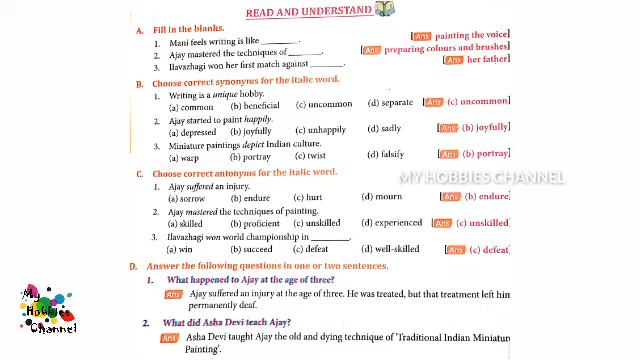 READ AND UNDERSTAND
A. Fill in the blanks.
1. Mani feels writing is like ________. [Ans painting the voice]
2. Ajay mastered the techniques of ________. [Ans preparing colours and brushes]
3. Ilavazhagi won her first match against ________. [Ans her father]
B. Choose correct synonyms for the italic word.
1. Writing is a unique hobby.
(a) common (b) beneficial (c) uncommon (d) separate [Ans (c) uncommon]
2. Ajay started to paint happily.
(a) depressed (b) joyfully (c) unhappily (d) sadly [Ans (b) joyfully]
3. Miniature paintings depict Indian culture.
(a) warp (b) portray (c) twist (d) falsify [Ans (b) portray]
MY HOBBIES CHANNEL
C. Choose correct antonyms for the italic word.
1. Ajay suffered an injury.
(a) sorrow (b) endure (c) hurt (d) mourn [Ans (b) endure]
2. Ajay mastered the techniques of painting.
(a) skilled (b) proficient (c) unskilled (d) experienced [Ans (c) unskilled]
3. Ilavazhagi won world championship in ________.
(a) win (b) succeed (c) defeat (d) well-skilled [Ans (c) defeat]
D. Answer the following questions in one or two sentences.
1. What happened to Ajay at the age of three?
Ans Ajay suffered an injury at the age of three. He was treated, but that treatment left him
permanently deaf.
2. What did Asha Devi teach Ajay?
Ans Asha Devi taught Ajay the old and dying technique of 'Traditional Indian Miniatur
Painting'.
My
Hobbies
Channel